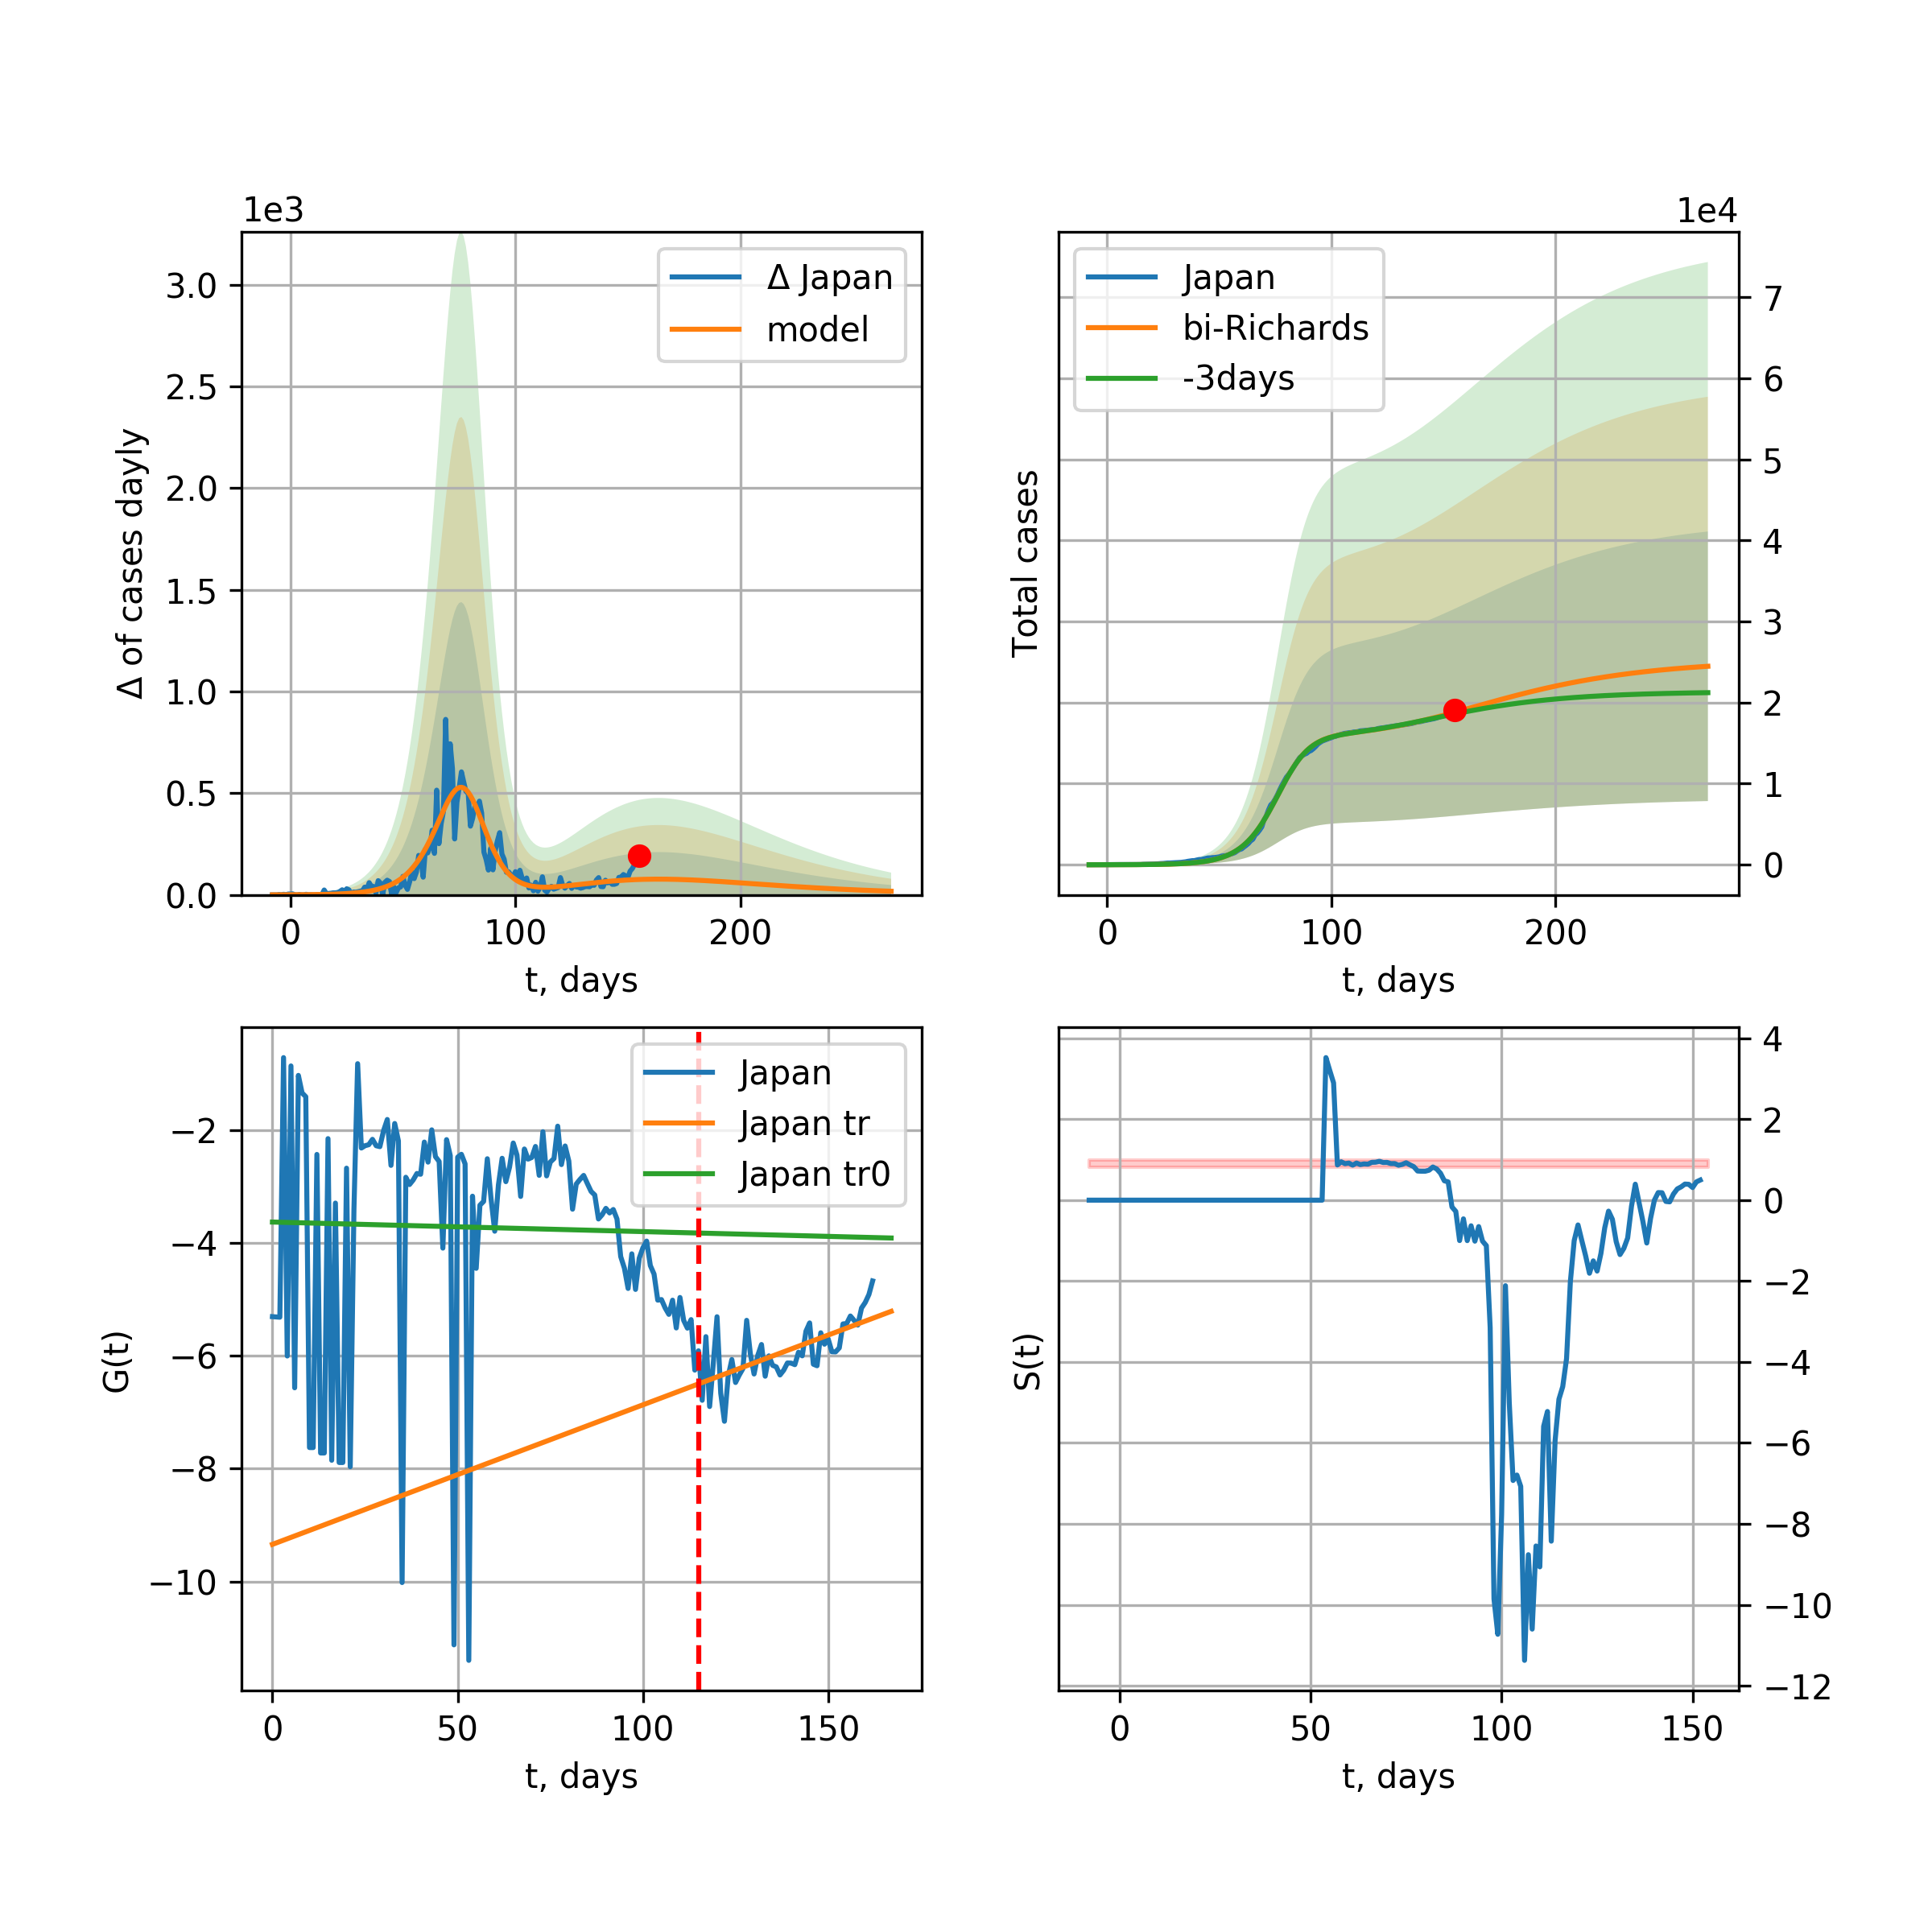 1e3
Δ of cases dayly
3.0
2.5
2.0
1.5
1.0
0.5
0.0
0 100 200
t, days
Δ Japan
model
1e4
Total cases
7
6
5
4
3
2
1
0
0 100 200
t, days
Japan
bi-Richards
-3days
G(t)
−2
−4
−6
−8
−10
0 50 100 150
t, days
Japan
Japan tr
Japan tr0
S(t)
4
2
0
−2
−4
−6
−8
−10
−12
0 50 100 150
t, days